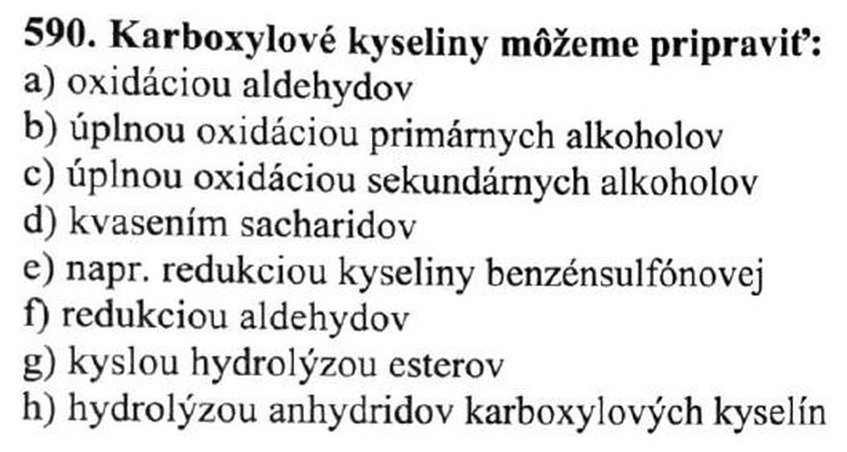 590. Karboxylové kyseliny môžeme pripraviť:
a) oxidáciou aldehydov
b) úplnou oxidáciou primárnych alkoholov
c) úplnou oxidáciou sekundárnych alkoholov
d) kvasením sacharidov
e) napr. redukciou kyseliny benzénsulfónovej
f) redukciou aldehydov
g) kyslou hydrolýzou esterov
h) hydrolýzou anhydridov karboxylových kyselín